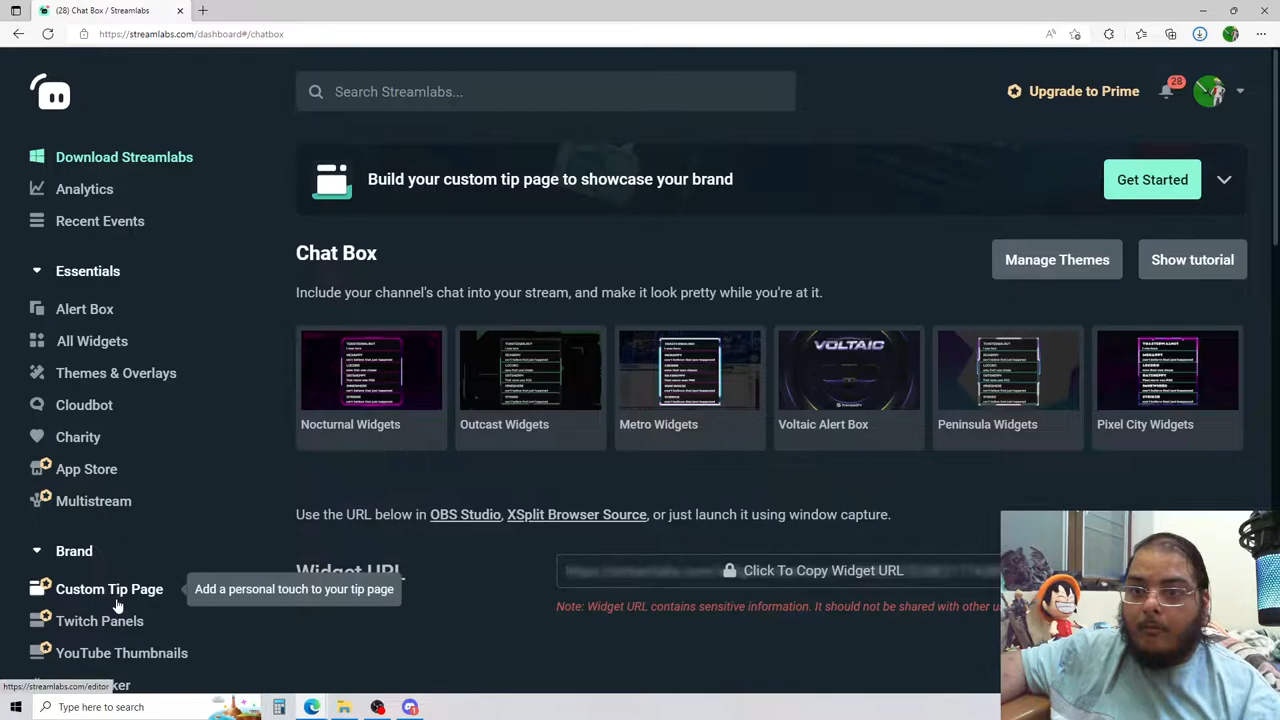 (28) Chat Box / Streamlabs
https://streamlabs.com/dashboard#/chatbox
Search Streamlabs...
Upgrade to Prime
28
Download Streamlabs
Analytics
Recent Events
Essentials
Alert Box
All Widgets
Themes & Overlays
Cloudbot
Charity
App Store
Multistream
Brand
Custom Tip Page
Add a personal touch to your tip page
Twitch Panels
YouTube Thumbnails
https://streamlabs.com/editor
Build your custom tip page to showcase your brand
Get Started
Chat Box
Manage Themes
Show tutorial
Include your channel's chat into your stream, and make it look pretty while you're at it.
VOLTAIC
Nocturnal Widgets
Outcast Widgets
Metro Widgets
Voltaic Alert Box
Peninsula Widgets
Pixel City Widgets
Use the URL below in OBS Studio, XSplit Browser Source, or just launch it using window capture.
Widget URL
Click To Copy Widget URL
Note: Widget URL contains sensitive information. It should not be shared with other
Type here to search